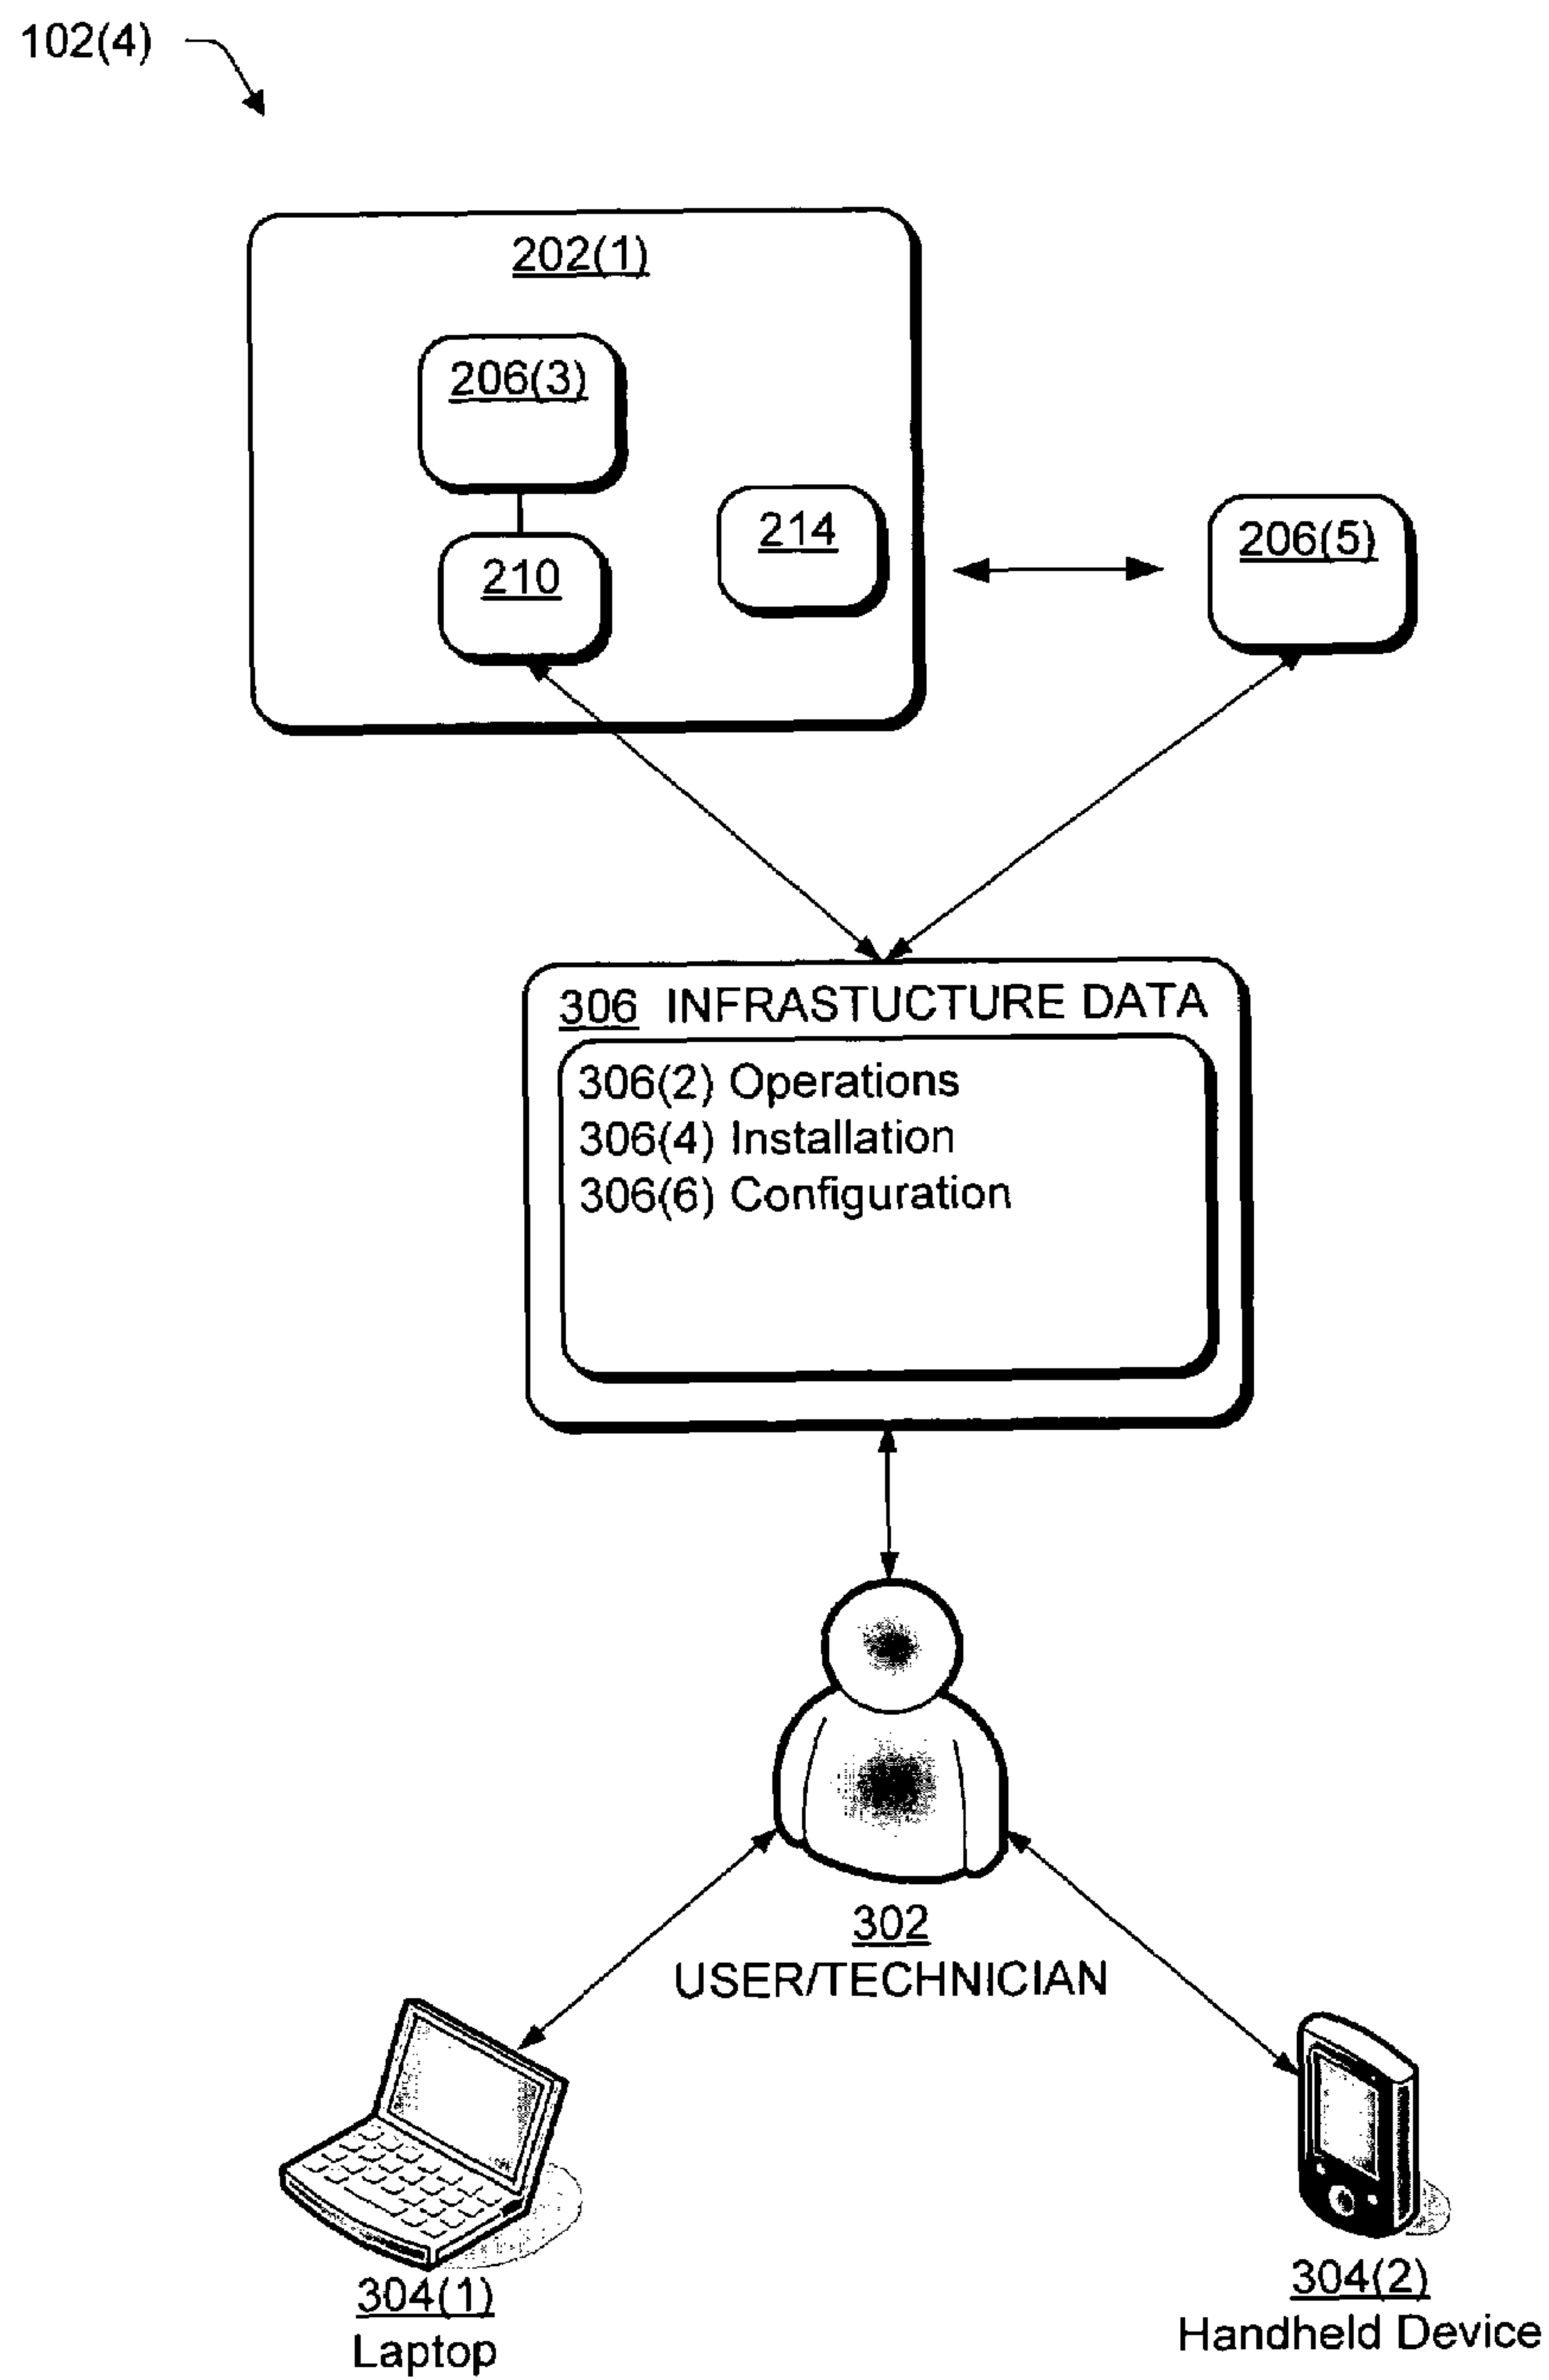 102(4)
202(1)
206(3)
210
214
206(5)
306 INFRASTUCTURE DATA
306(2) Operations
306(4) Installation
306(6) Configuration
302
USER/TECHNICIAN
304(1)
Laptop
304(2)
Handheld Device